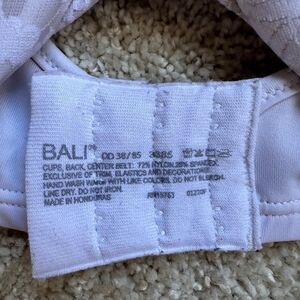 BALI® DD 38/85
CUPS, BACK, CENTER BELT: 72% NYLON, 28% SPANDEX.
EXCLUSIVE OF TRIM, ELASTICS AND DECORATIONS.
HAND WASH WARM WITH LIKE COLORS. DO NOT BLEACH.
LINE DRY. DO NOT IRON.
MADE IN HONDURAS